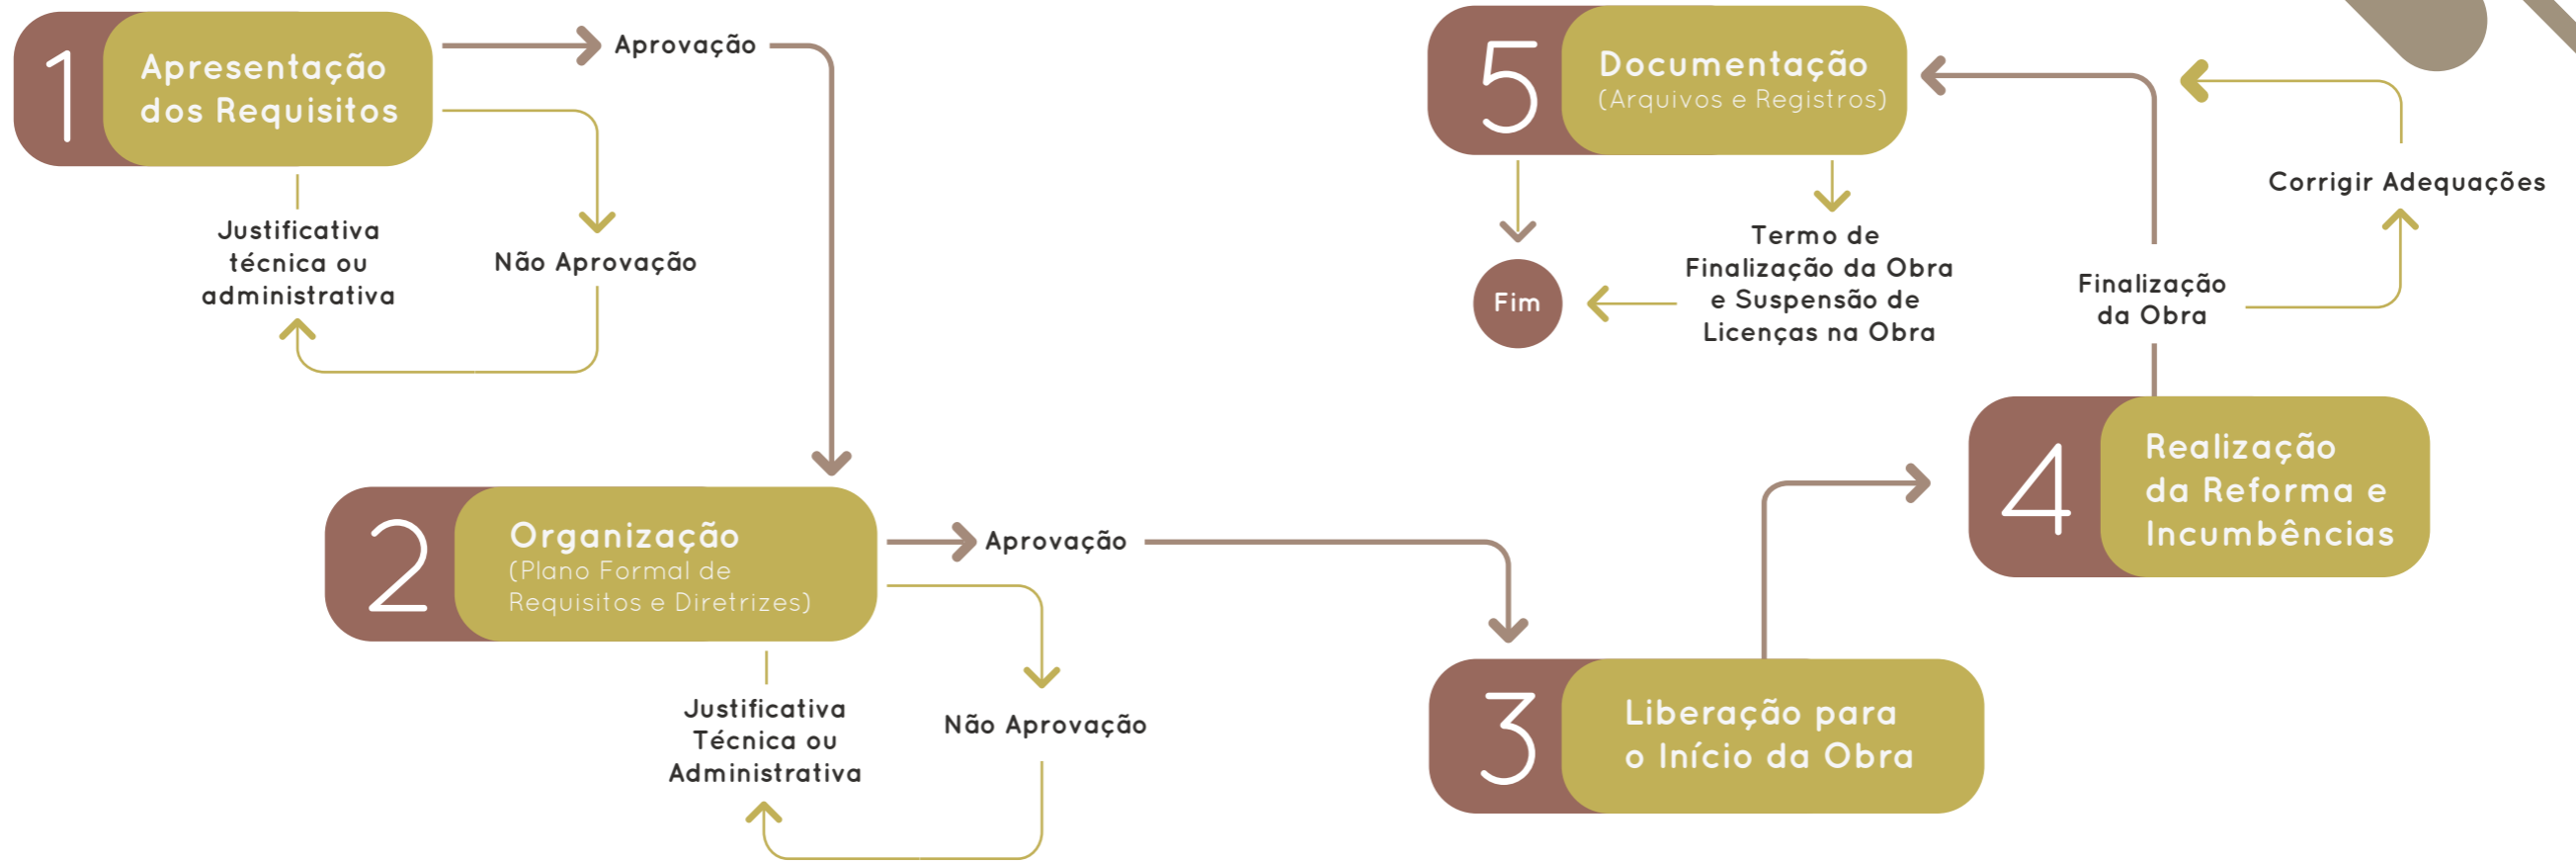 1
Apresentação
dos Requisitos
Aprovação
Justificativa
técnica ou
administrativa
Não Aprovação
2
Organização
(Plano Formal de
Requisitos e Diretrizes)
Aprovação
Justificativa
Técnica ou
Administrativa
Não Aprovação
3
Liberação para
o Início da Obra
4
Realização
da Reforma e
Incumbências
Finalização
da Obra
Corrigir Adequações
5
Documentação
(Arquivos e Registros)
Termo de
Finalização da Obra
e Suspensão de
Licenças na Obra
Fim